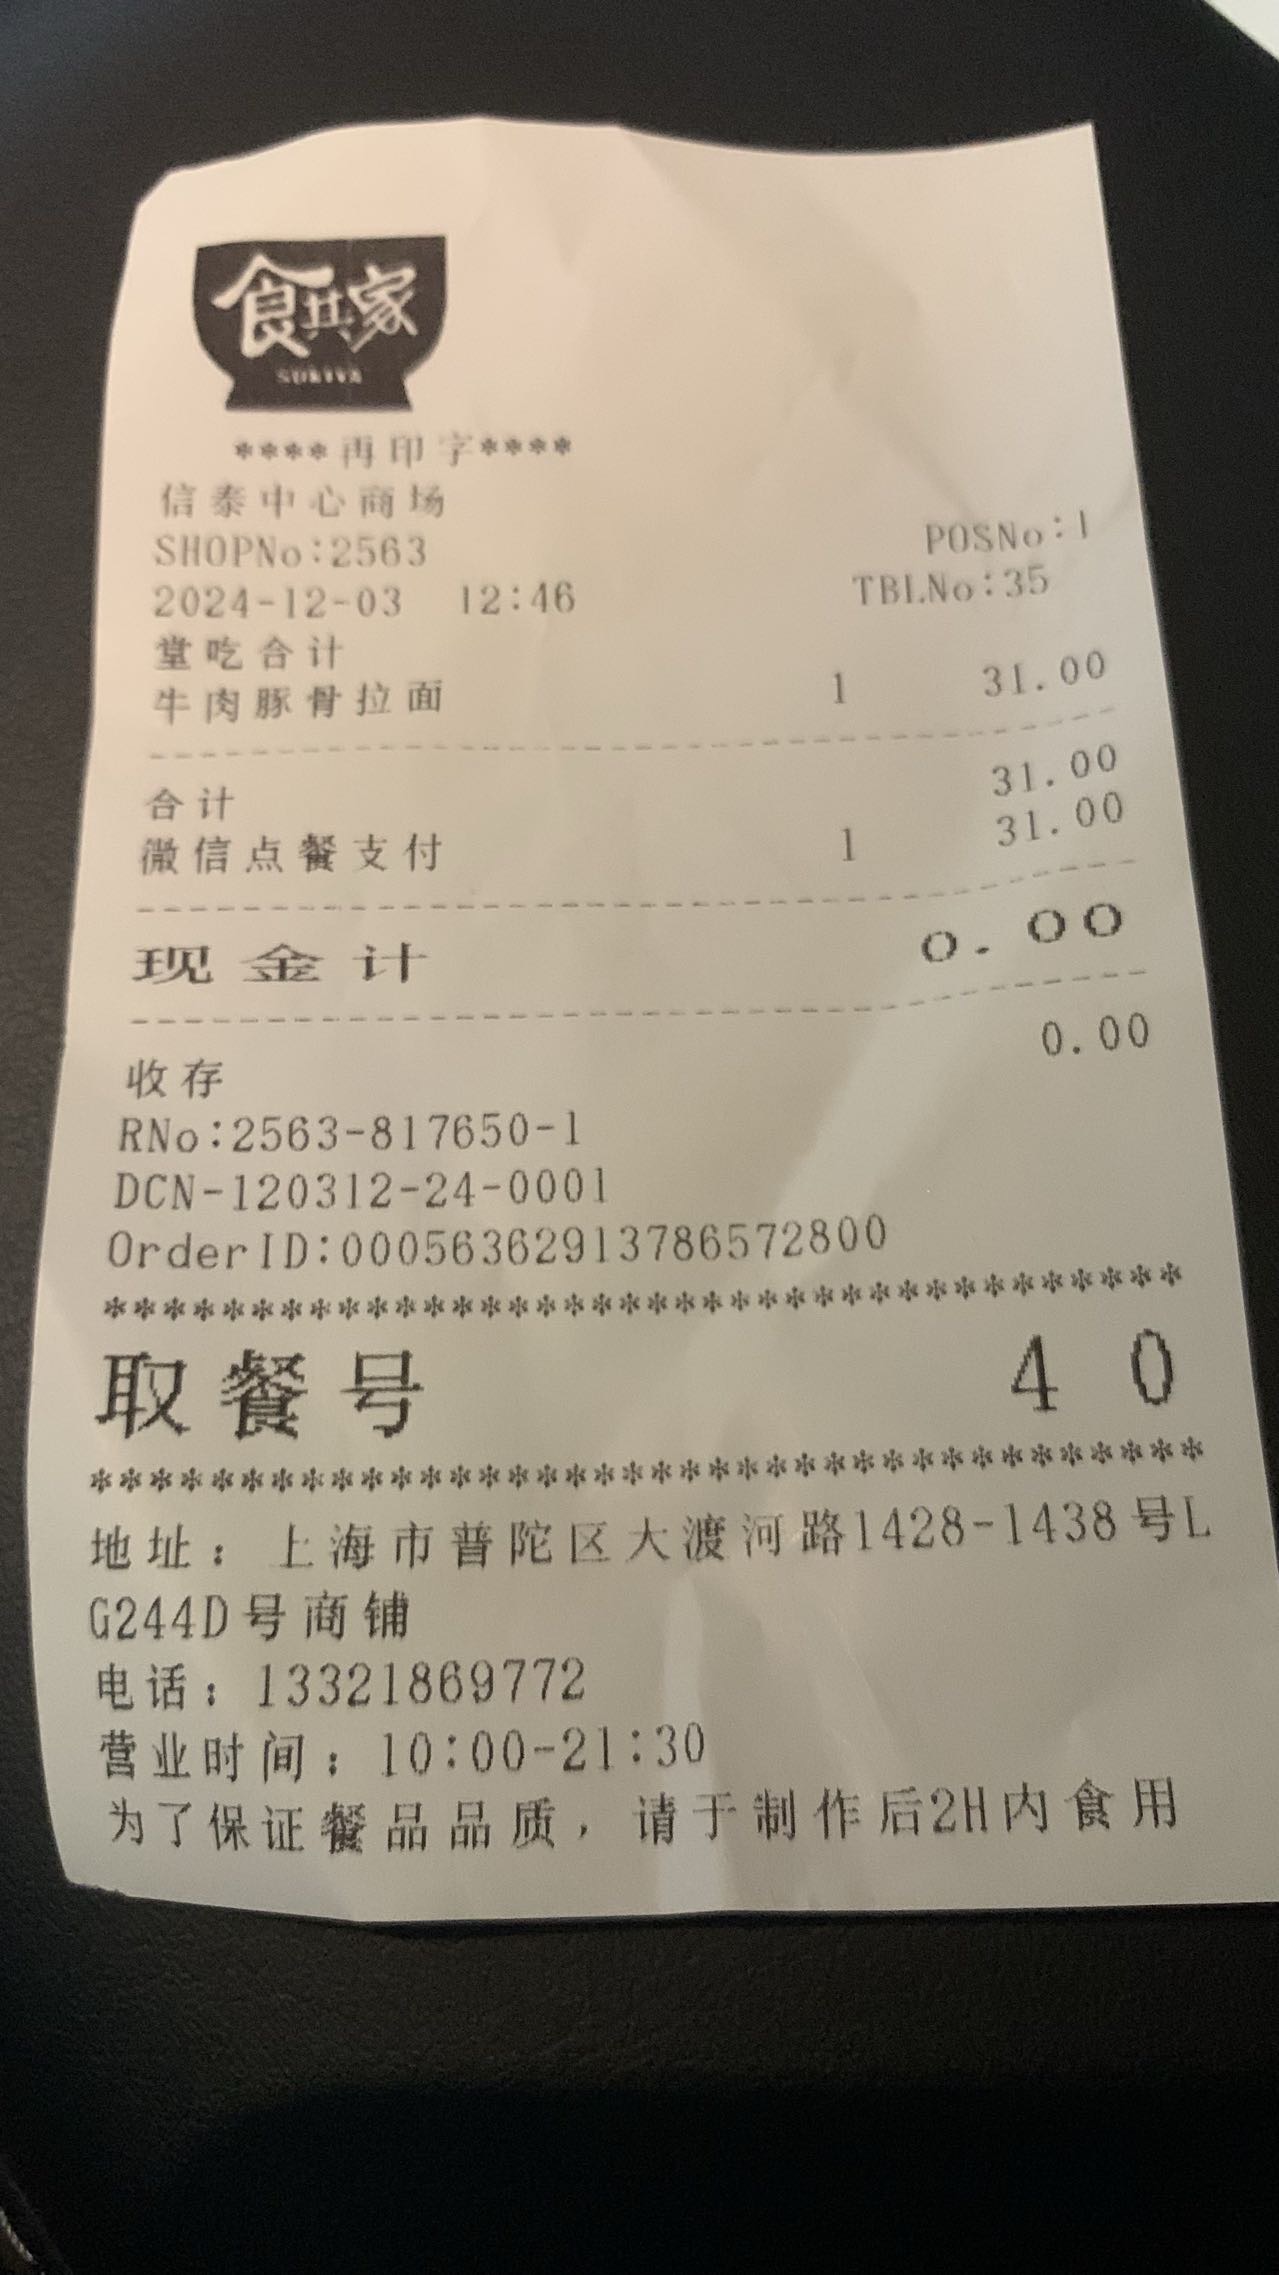 食其家
SUKIYA
****再印字****
信泰中心商场
SHOPNo:2563 POSNo:1
2024-12-03 12:46 TBLNo:35
堂吃合计
牛肉豚骨拉面 1 31.00
合计 31.00
微信点餐支付 1 31.00
现金计 0.00
收存 0.00
RNo:2563-817650-1
DCN-120312-24-0001
OrderID:000563629137865728​00
*************************************
取餐号 40
*************************************
地址：上海市普陀区大渡河路1428-1438号L
G244D号商铺
电话：13321869772
营业时间：10:00-21:30
为了保证餐品品质，请于制作后2H内食用